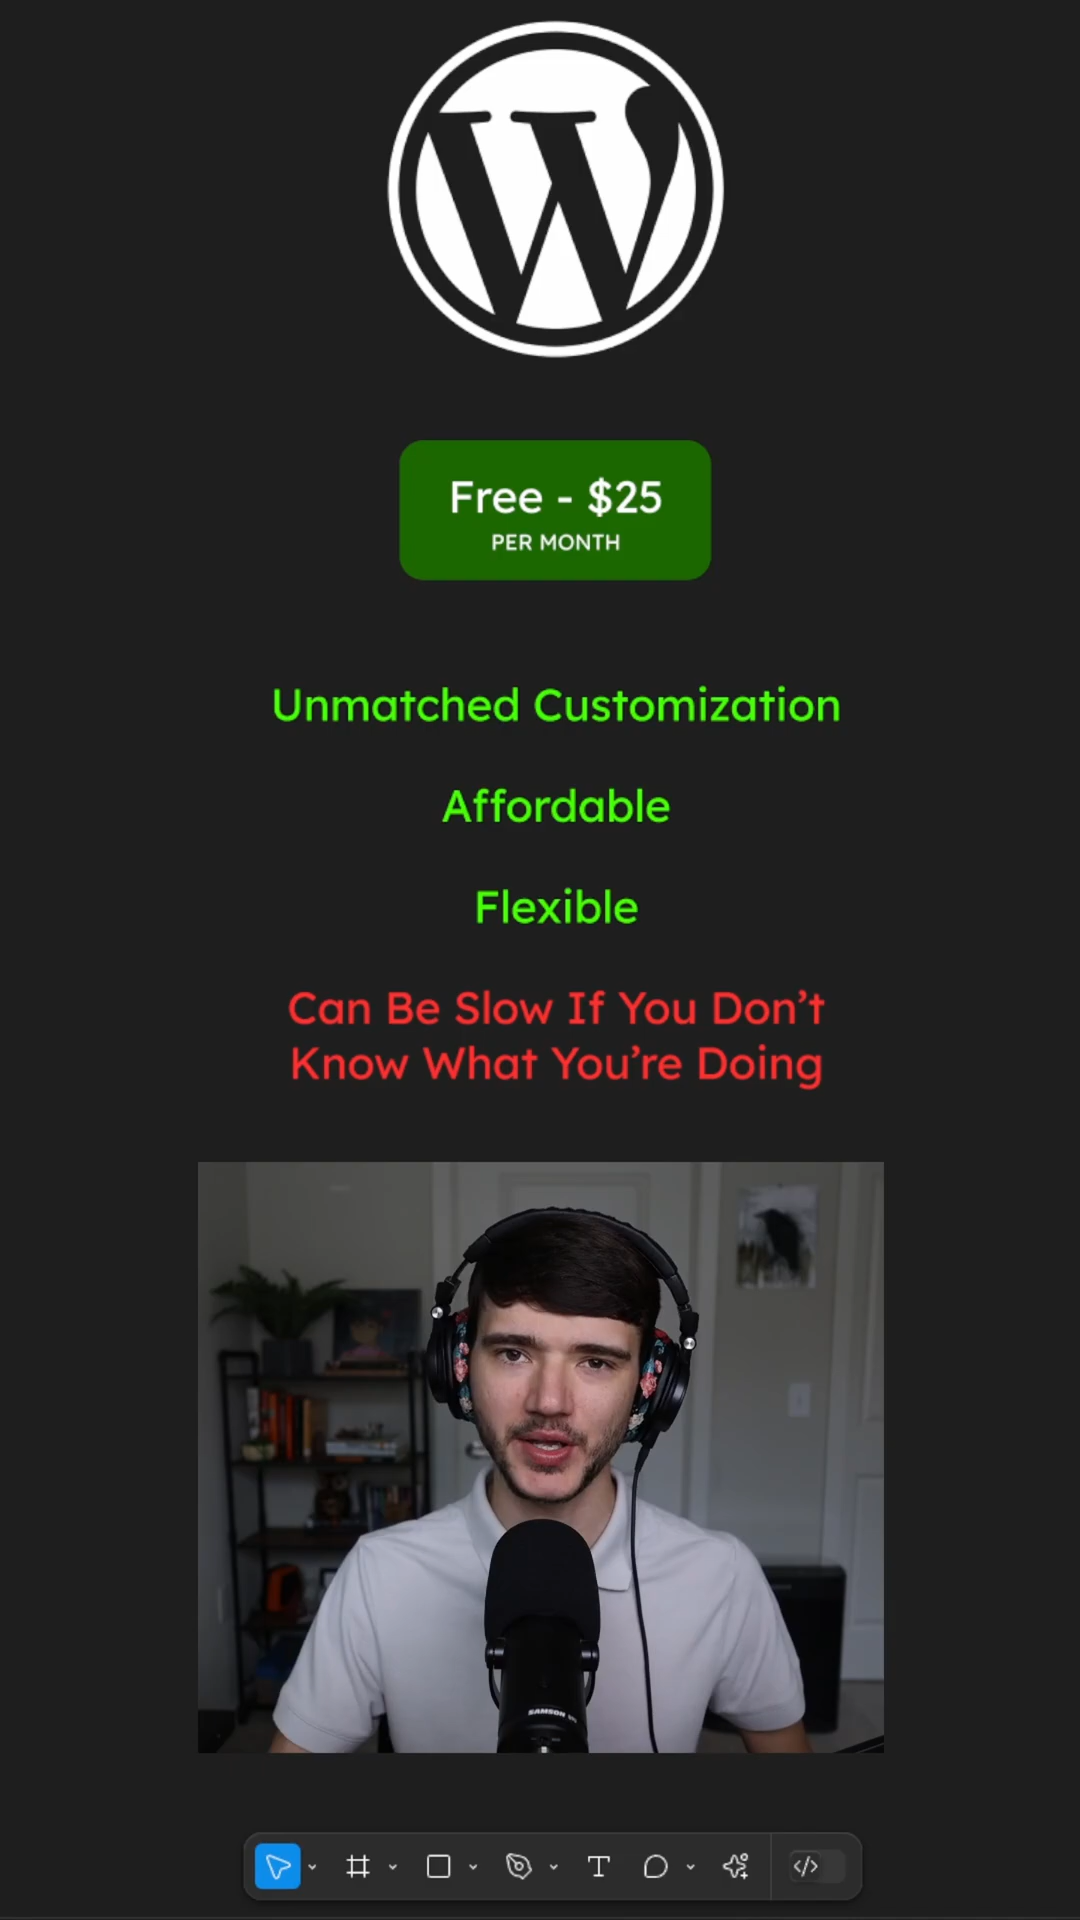 Free - $25
PER MONTH
Unmatched Customization
Affordable
Flexible
Can Be Slow If You Don’t
Know What You’re Doing
SAMSON